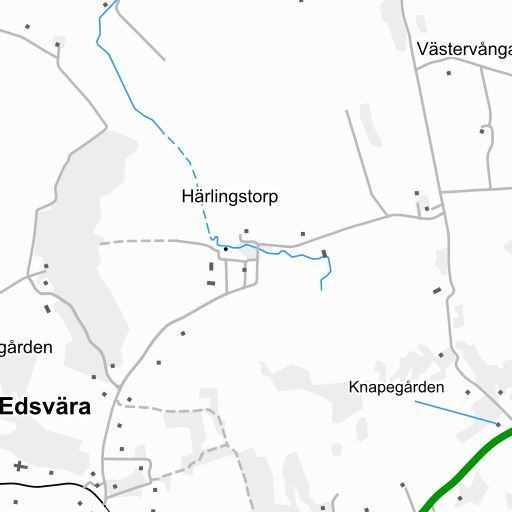 Västervånga
Härlingstorp
gården
Knapegården
Edsvära